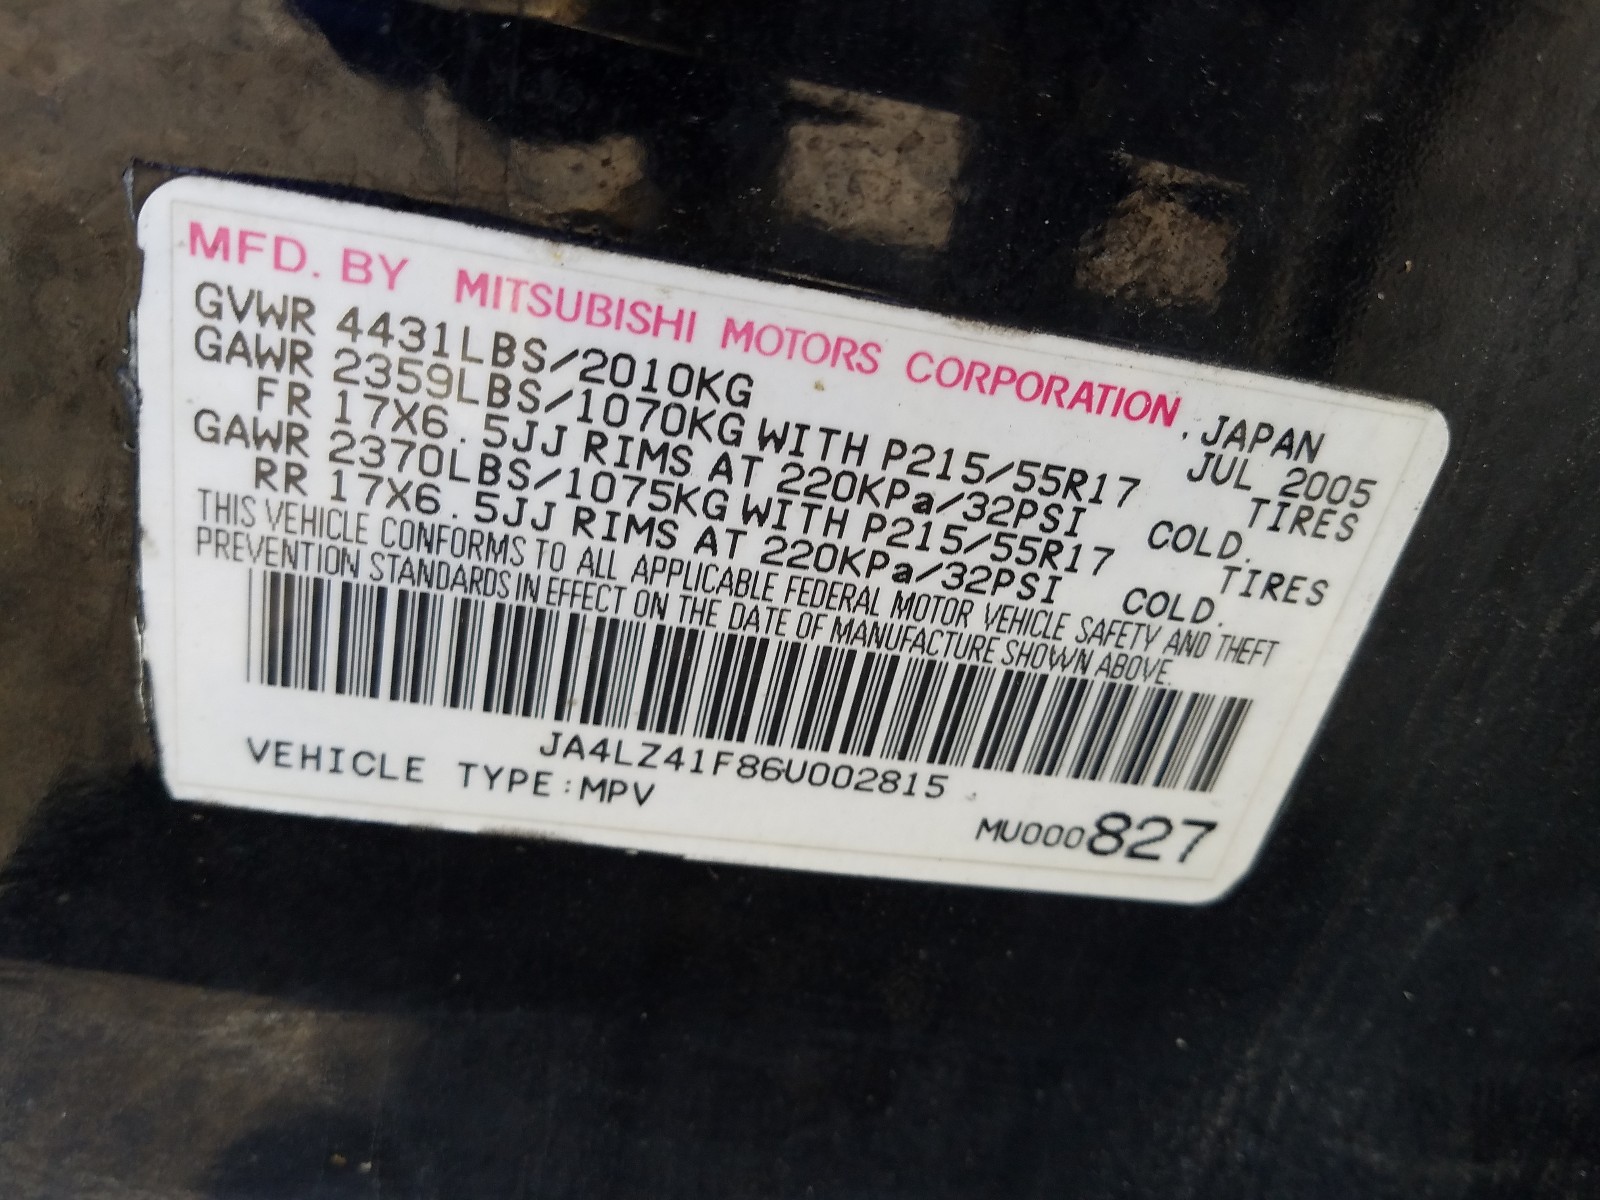 MFD. BY MITSUBISHI MOTORS CORPORATION, JAPAN
GVWR 4431LBS/2010KG JUL 2005
GAWR 2359LBS/1070KG WITH P215/55R17 TIRES
FR 17X6.5JJ RIMS AT 220KPa/32PSI COLD.
GAWR 2370LBS/1075KG WITH P215/55R17 TIRES
RR 17X6.5JJ RIMS AT 220KPa/32PSI COLD.
THIS VEHICLE CONFORMS TO ALL APPLICABLE FEDERAL MOTOR VEHICLE SAFETY AND THEFT
PREVENTION STANDARDS IN EFFECT ON THE DATE OF MANUFACTURE SHOWN ABOVE.
JA4LZ41F86U002815
VEHICLE TYPE:MPV
MU000827